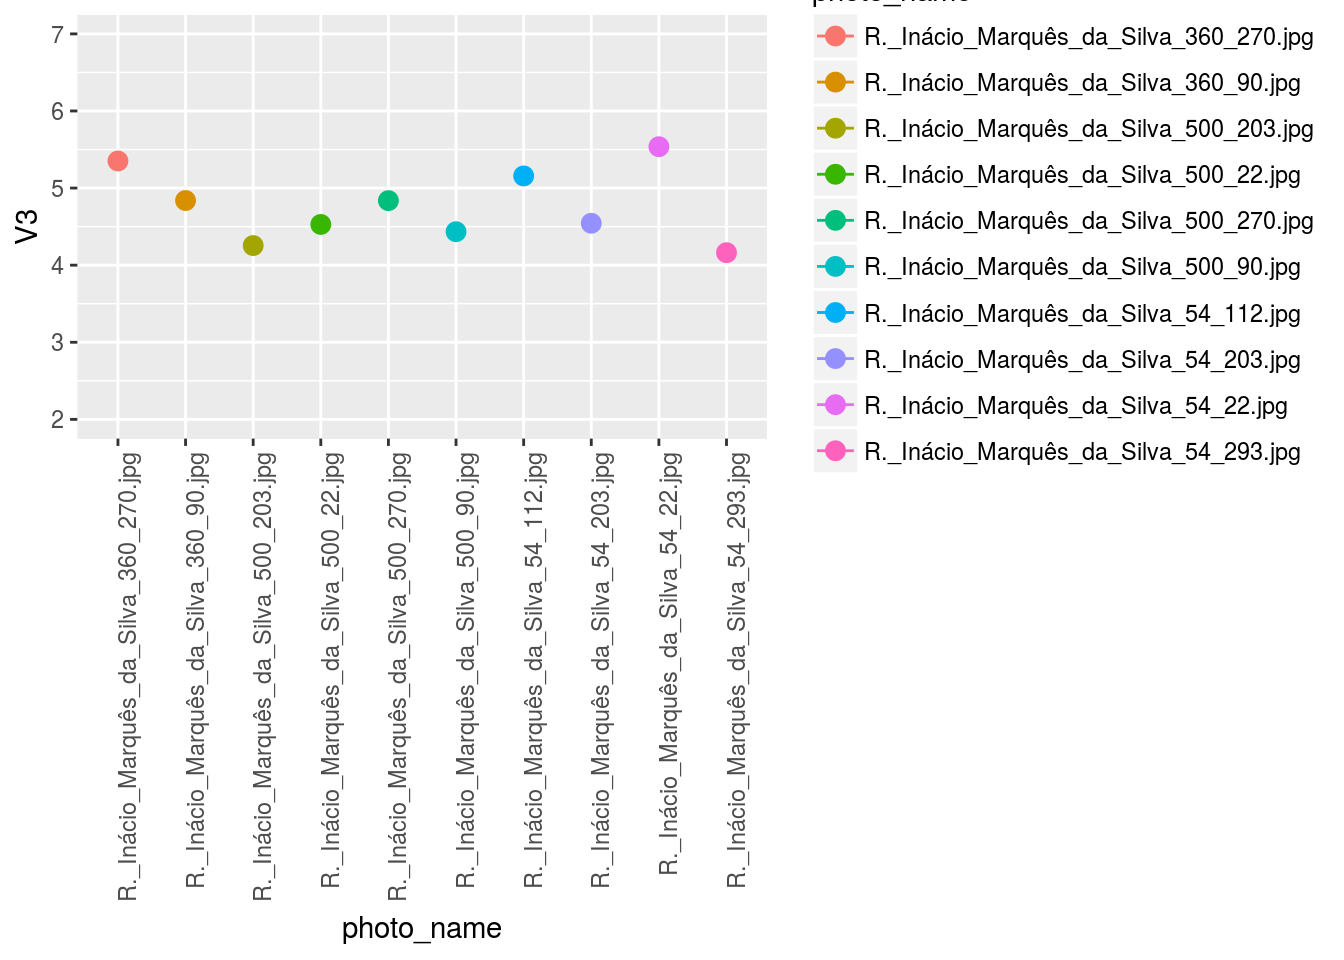 photo_name
7
6
5
4
3
2
V3
R._Inácio_Marquês_da_Silva_360_270.jpg
R._Inácio_Marquês_da_Silva_360_90.jpg
R._Inácio_Marquês_da_Silva_500_203.jpg
R._Inácio_Marquês_da_Silva_500_22.jpg
R._Inácio_Marquês_da_Silva_500_270.jpg
R._Inácio_Marquês_da_Silva_500_90.jpg
R._Inácio_Marquês_da_Silva_54_112.jpg
R._Inácio_Marquês_da_Silva_54_203.jpg
R._Inácio_Marquês_da_Silva_54_22.jpg
R._Inácio_Marquês_da_Silva_54_293.jpg
photo_name
R._Inácio_Marquês_da_Silva_360_270.jpg
R._Inácio_Marquês_da_Silva_360_90.jpg
R._Inácio_Marquês_da_Silva_500_203.jpg
R._Inácio_Marquês_da_Silva_500_22.jpg
R._Inácio_Marquês_da_Silva_500_270.jpg
R._Inácio_Marquês_da_Silva_500_90.jpg
R._Inácio_Marquês_da_Silva_54_112.jpg
R._Inácio_Marquês_da_Silva_54_203.jpg
R._Inácio_Marquês_da_Silva_54_22.jpg
R._Inácio_Marquês_da_Silva_54_293.jpg